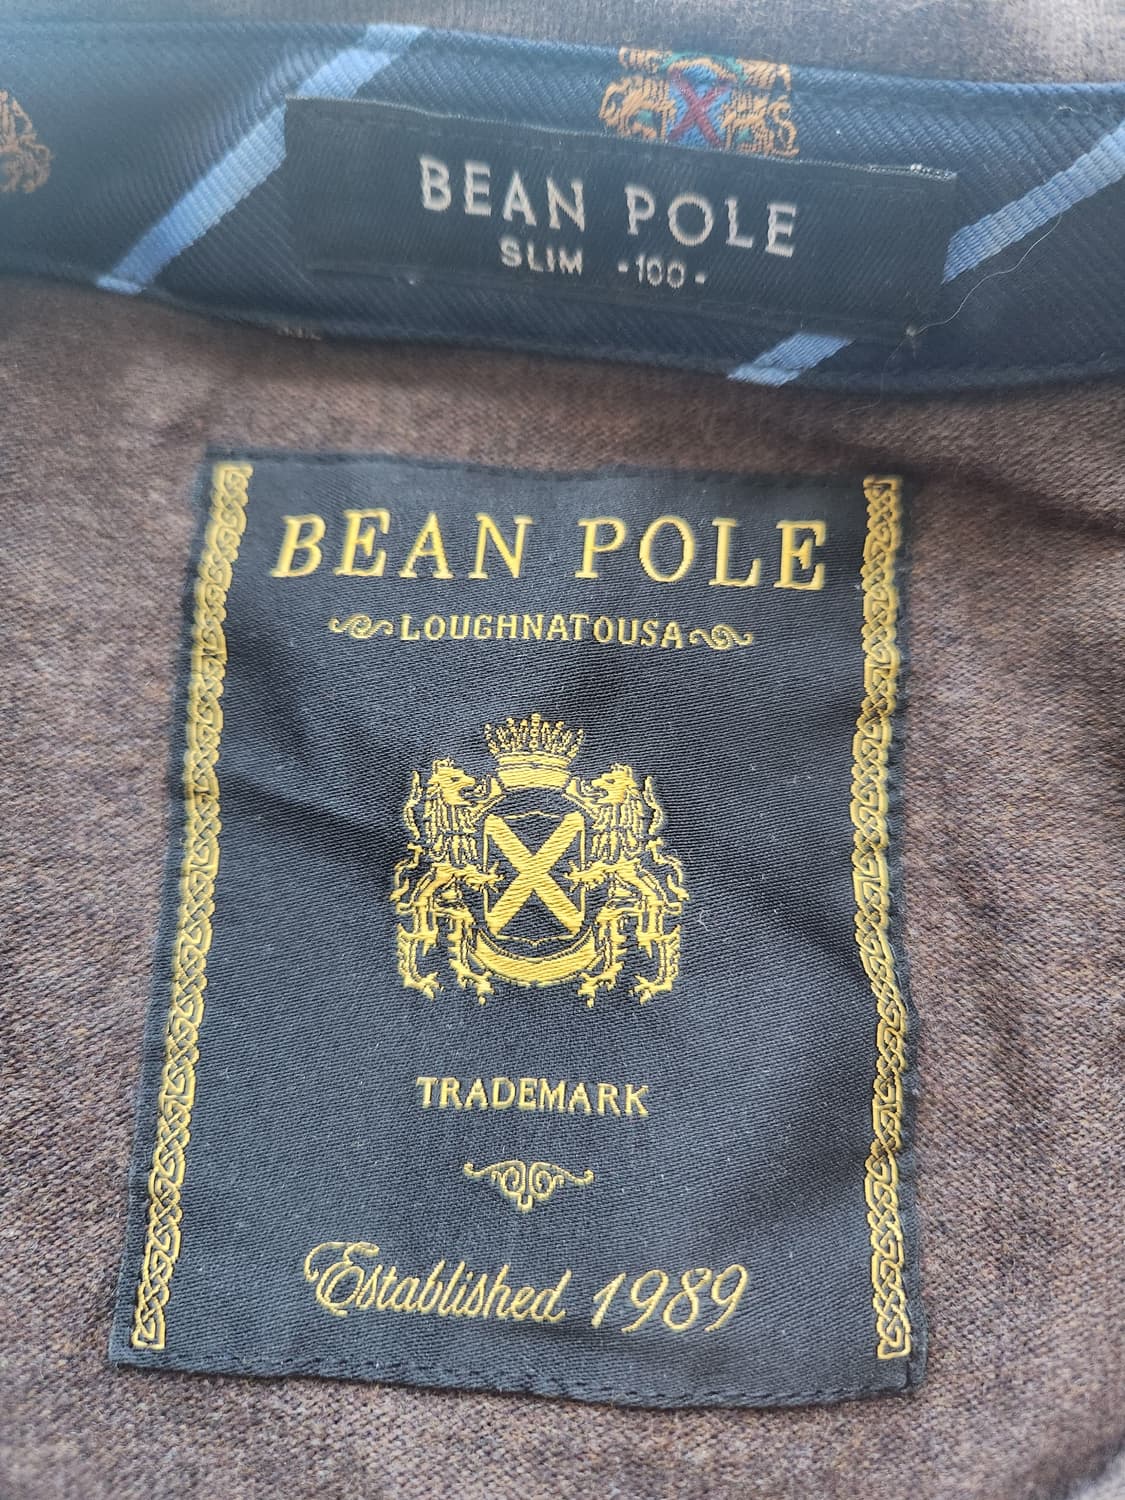 BEAN POLE
SLIM -100-
BEAN POLE
LOUGHNATOUSA
TRADEMARK
Established 1989